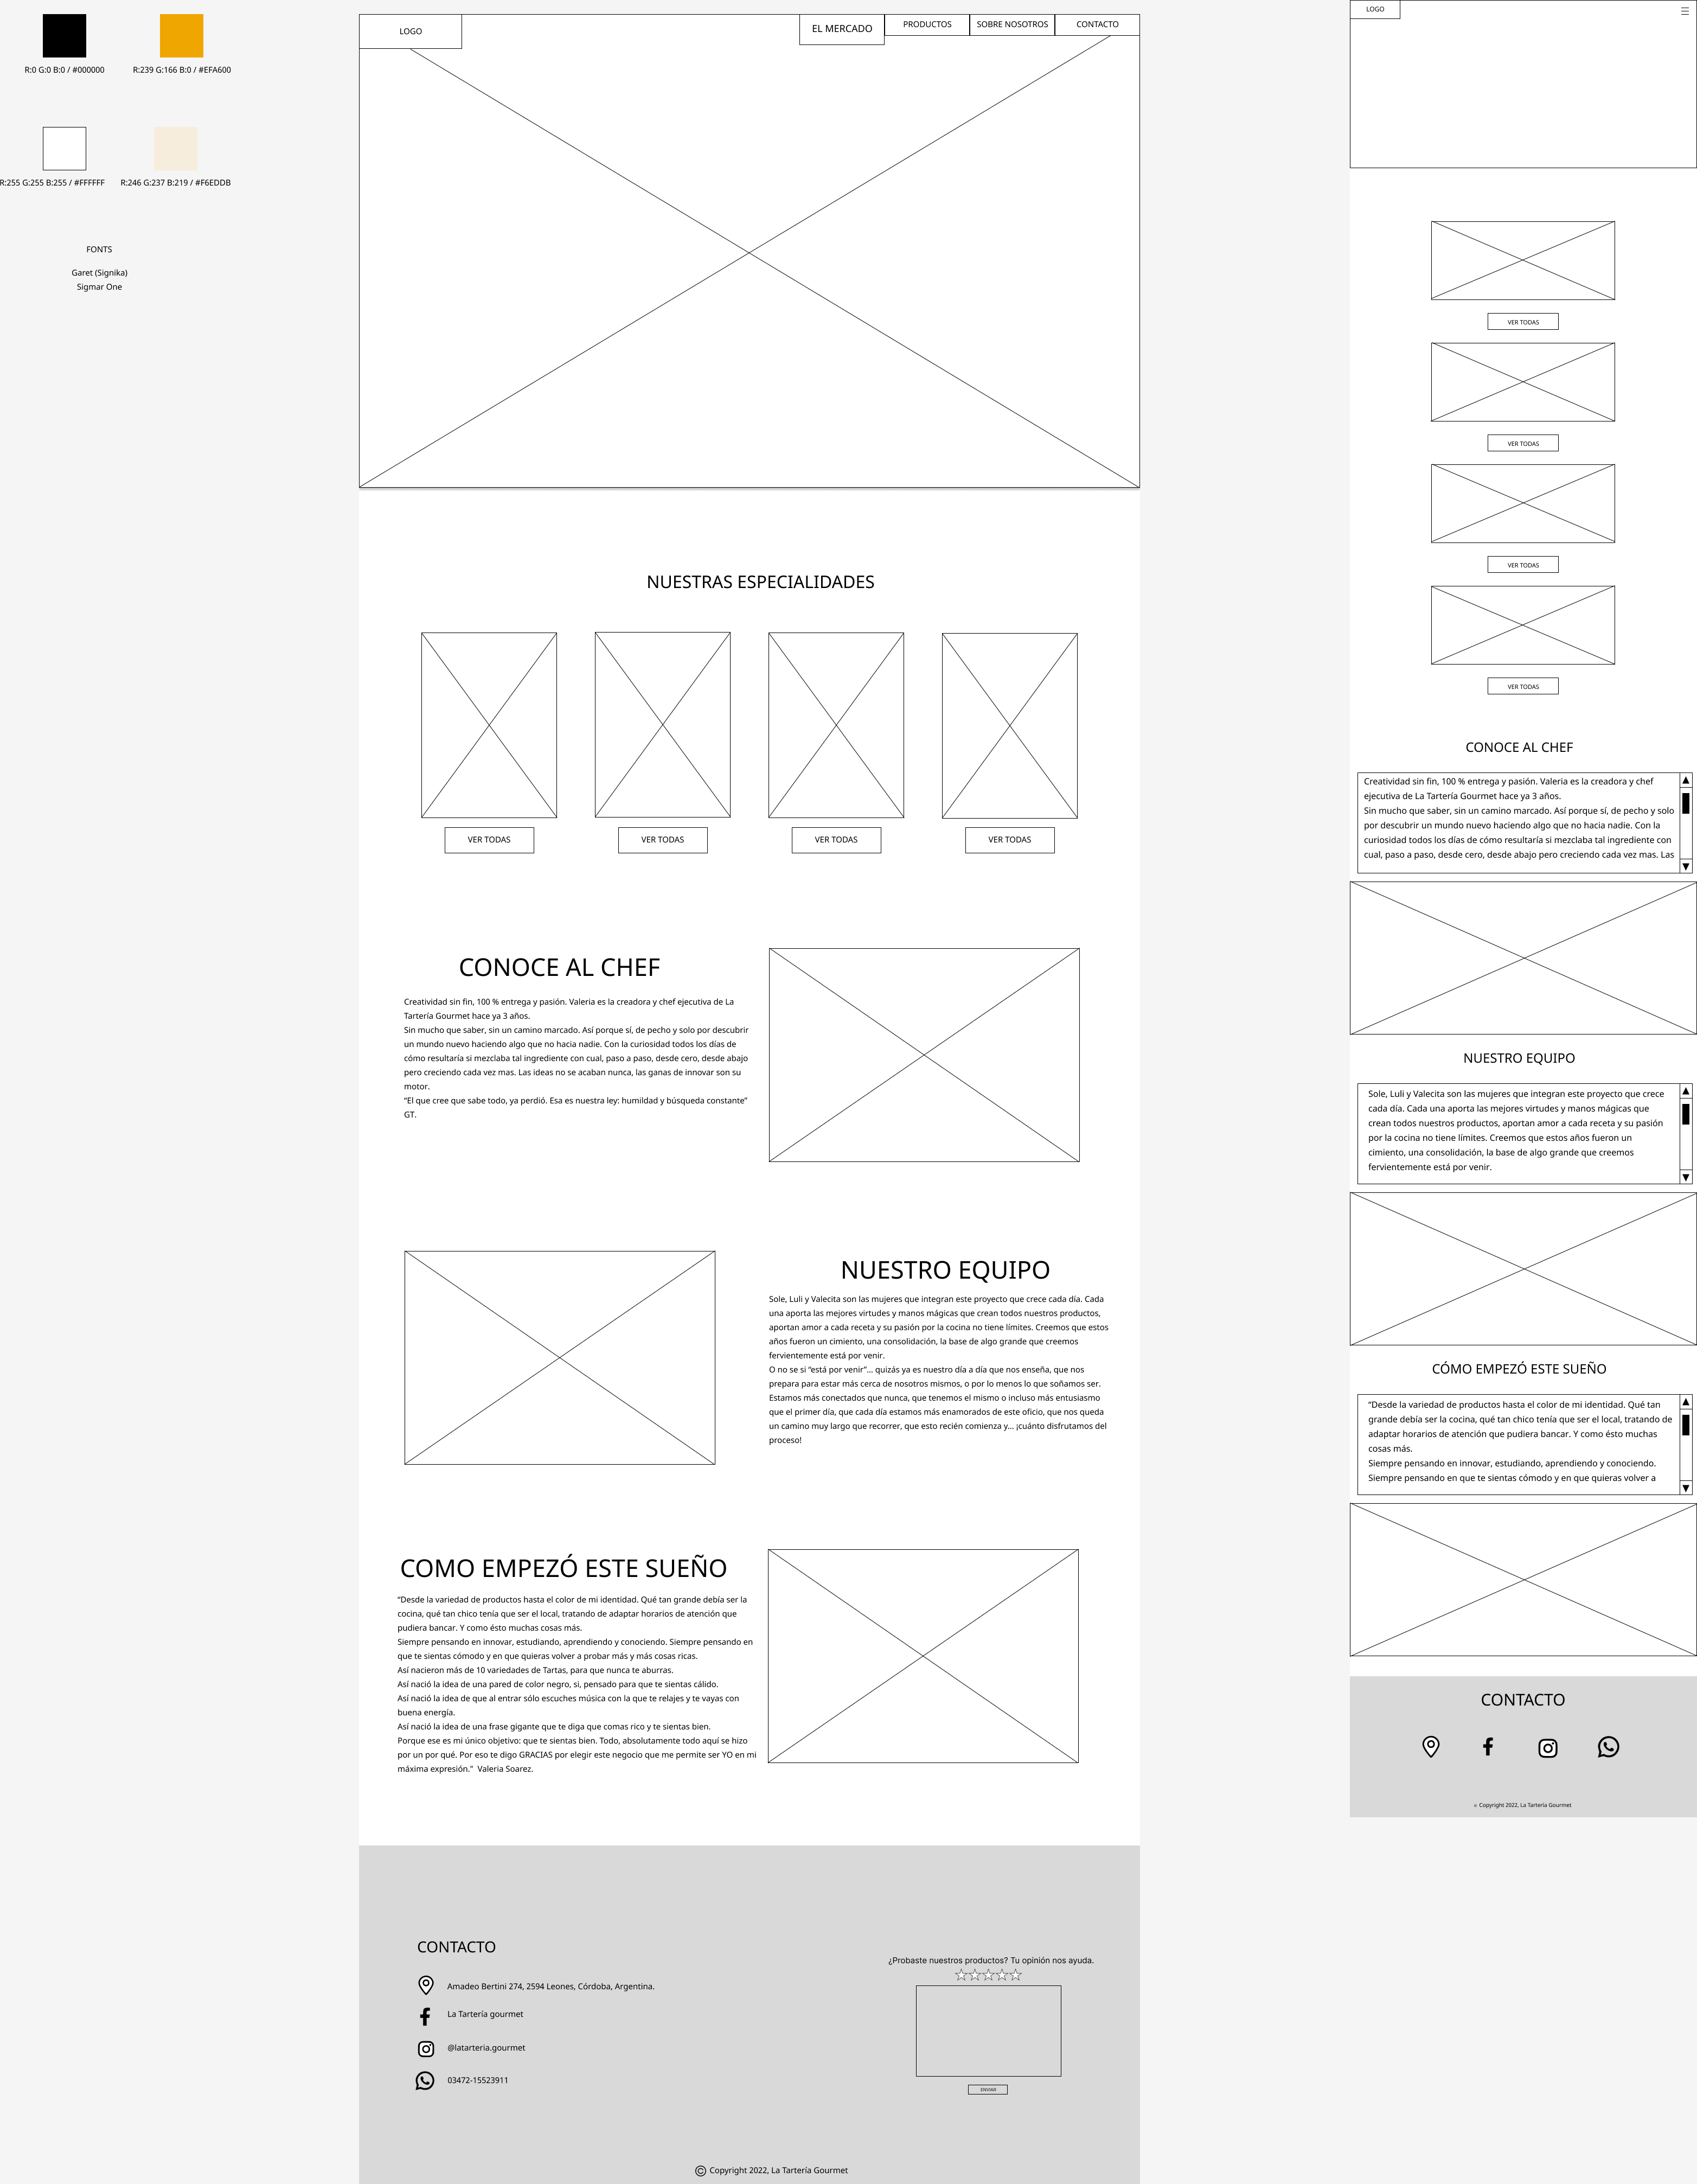 R:0 G:0 B:0 / #000000
R:239 G:166 B:0 / #EFA600
R:255 G:255 B:255 / #FFFFFF
R:246 G:237 B:219 / #F6EDDB
FONTS
Garet (Signika)
Sigmar One
LOGO
EL MERCADO
PRODUCTOS
SOBRE NOSOTROS
CONTACTO
NUESTRAS ESPECIALIDADES
VER TODAS
VER TODAS
VER TODAS
VER TODAS
CONOCE AL CHEF
Creatividad sin fin, 100 % entrega y pasión. Valeria es la creadora y chef ejecutiva de La
Tartería Gourmet hace ya 3 años.
Sin mucho que saber, sin un camino marcado. Así porque sí, de pecho y solo por descubrir
un mundo nuevo haciendo algo que no hacia nadie. Con la curiosidad todos los días de
cómo resultaría si mezclaba tal ingrediente con cual, paso a paso, desde cero, desde abajo
pero creciendo cada vez mas. Las ideas no se acaban nunca, las ganas de innovar son su
motor.
“El que cree que sabe todo, ya perdió. Esa es nuestra ley: humildad y búsqueda constante”
GT.
NUESTRO EQUIPO
Sole, Luli y Valecita son las mujeres que integran este proyecto que crece cada día. Cada
una aporta las mejores virtudes y manos mágicas que crean todos nuestros productos,
aportan amor a cada receta y su pasión por la cocina no tiene límites. Creemos que estos
años fueron un cimiento, una consolidación, la base de algo grande que creemos
fervientemente está por venir.
O no se si “está por venir”... quizás ya es nuestro día a día que nos enseña, que nos
prepara para estar más cerca de nosotros mismos, o por lo menos lo que soñamos ser.
Estamos más conectados que nunca, que tenemos el mismo o incluso más entusiasmo
que el primer día, que cada día estamos más enamorados de este oficio, que nos queda
un camino muy largo que recorrer, que esto recién comienza y... ¡cuánto disfrutamos del
proceso!
COMO EMPEZÓ ESTE SUEÑO
“Desde la variedad de productos hasta el color de mi identidad. Qué tan grande debía ser la
cocina, qué tan chico tenía que ser el local, tratando de adaptar horarios de atención que
pudiera bancar. Y como ésto muchas cosas más.
Siempre pensando en innovar, estudiando, aprendiendo y conociendo. Siempre pensando en
que te sientas cómodo y en que quieras volver a probar más y más cosas ricas.
Así nacieron más de 10 variedades de Tartas, para que nunca te aburras.
Así nació la idea de una pared de color negro, si, pensado para que te sientas cálido.
Así nació la idea de que al entrar sólo escuches música con la que te relajes y te vayas con
buena energía.
Así nació la idea de una frase gigante que te diga que comas rico y te sientas bien.
Porque ese es mi único objetivo: que te sientas bien. Todo, absolutamente todo aquí se hizo
por un por qué. Por eso te digo GRACIAS por elegir este negocio que me permite ser YO en mi
máxima expresión.” Valeria Soarez.
CONTACTO
Amadeo Bertini 274, 2594 Leones, Córdoba, Argentina.
La Tartería gourmet
@latarteria.gourmet
03472-15523911
¿Probaste nuestros productos? Tu opinión nos ayuda.
ENVIAR
© Copyright 2022, La Tartería Gourmet
LOGO
VER TODAS
VER TODAS
VER TODAS
VER TODAS
CONOCE AL CHEF
Creatividad sin fin, 100 % entrega y pasión. Valeria es la creadora y chef
ejecutiva de La Tartería Gourmet hace ya 3 años.
Sin mucho que saber, sin un camino marcado. Así porque sí, de pecho y solo
por descubrir un mundo nuevo haciendo algo que no hacia nadie. Con la
curiosidad todos los días de cómo resultaría si mezclaba tal ingrediente con
cual, paso a paso, desde cero, desde abajo pero creciendo cada vez mas. Las
NUESTRO EQUIPO
Sole, Luli y Valecita son las mujeres que integran este proyecto que crece
cada día. Cada una aporta las mejores virtudes y manos mágicas que
crean todos nuestros productos, aportan amor a cada receta y su pasión
por la cocina no tiene límites. Creemos que estos años fueron un
cimiento, una consolidación, la base de algo grande que creemos
fervientemente está por venir.
CÓMO EMPEZÓ ESTE SUEÑO
“Desde la variedad de productos hasta el color de mi identidad. Qué tan
grande debía ser la cocina, qué tan chico tenía que ser el local, tratando de
adaptar horarios de atención que pudiera bancar. Y como ésto muchas
cosas más.
Siempre pensando en innovar, estudiando, aprendiendo y conociendo.
Siempre pensando en que te sientas cómodo y en que quieras volver a
CONTACTO
© Copyright 2022, La Tartería Gourmet